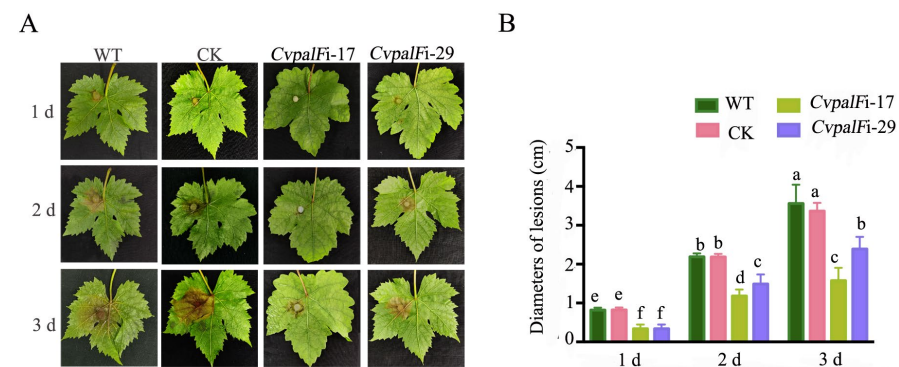 A
B
WT CK CvpalFi-17 CvpalFi-29
1 d
2 d
3 d
WT CvpalFi-17
CK CvpalFi-29
Diameters of lesions (cm)
5
4
3
2
1
0
e e f f
b b d c
a a c b
1 d 2 d 3 d